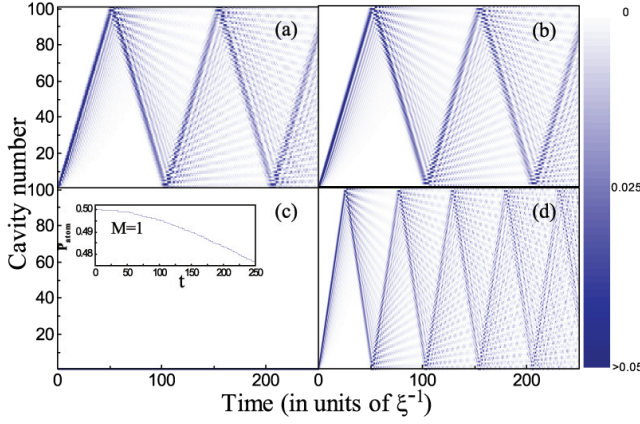 100
80
60
40
20
(a)
(b)
0
0.025
>0.05
100
80
60
40
20
(c)
(d)
0.50
0.49
0.48
P_atom
M=1
0 50 100 150 200 250
t
Cavity number
0 100 200 0 100 200
Time (in units of ξ⁻¹)